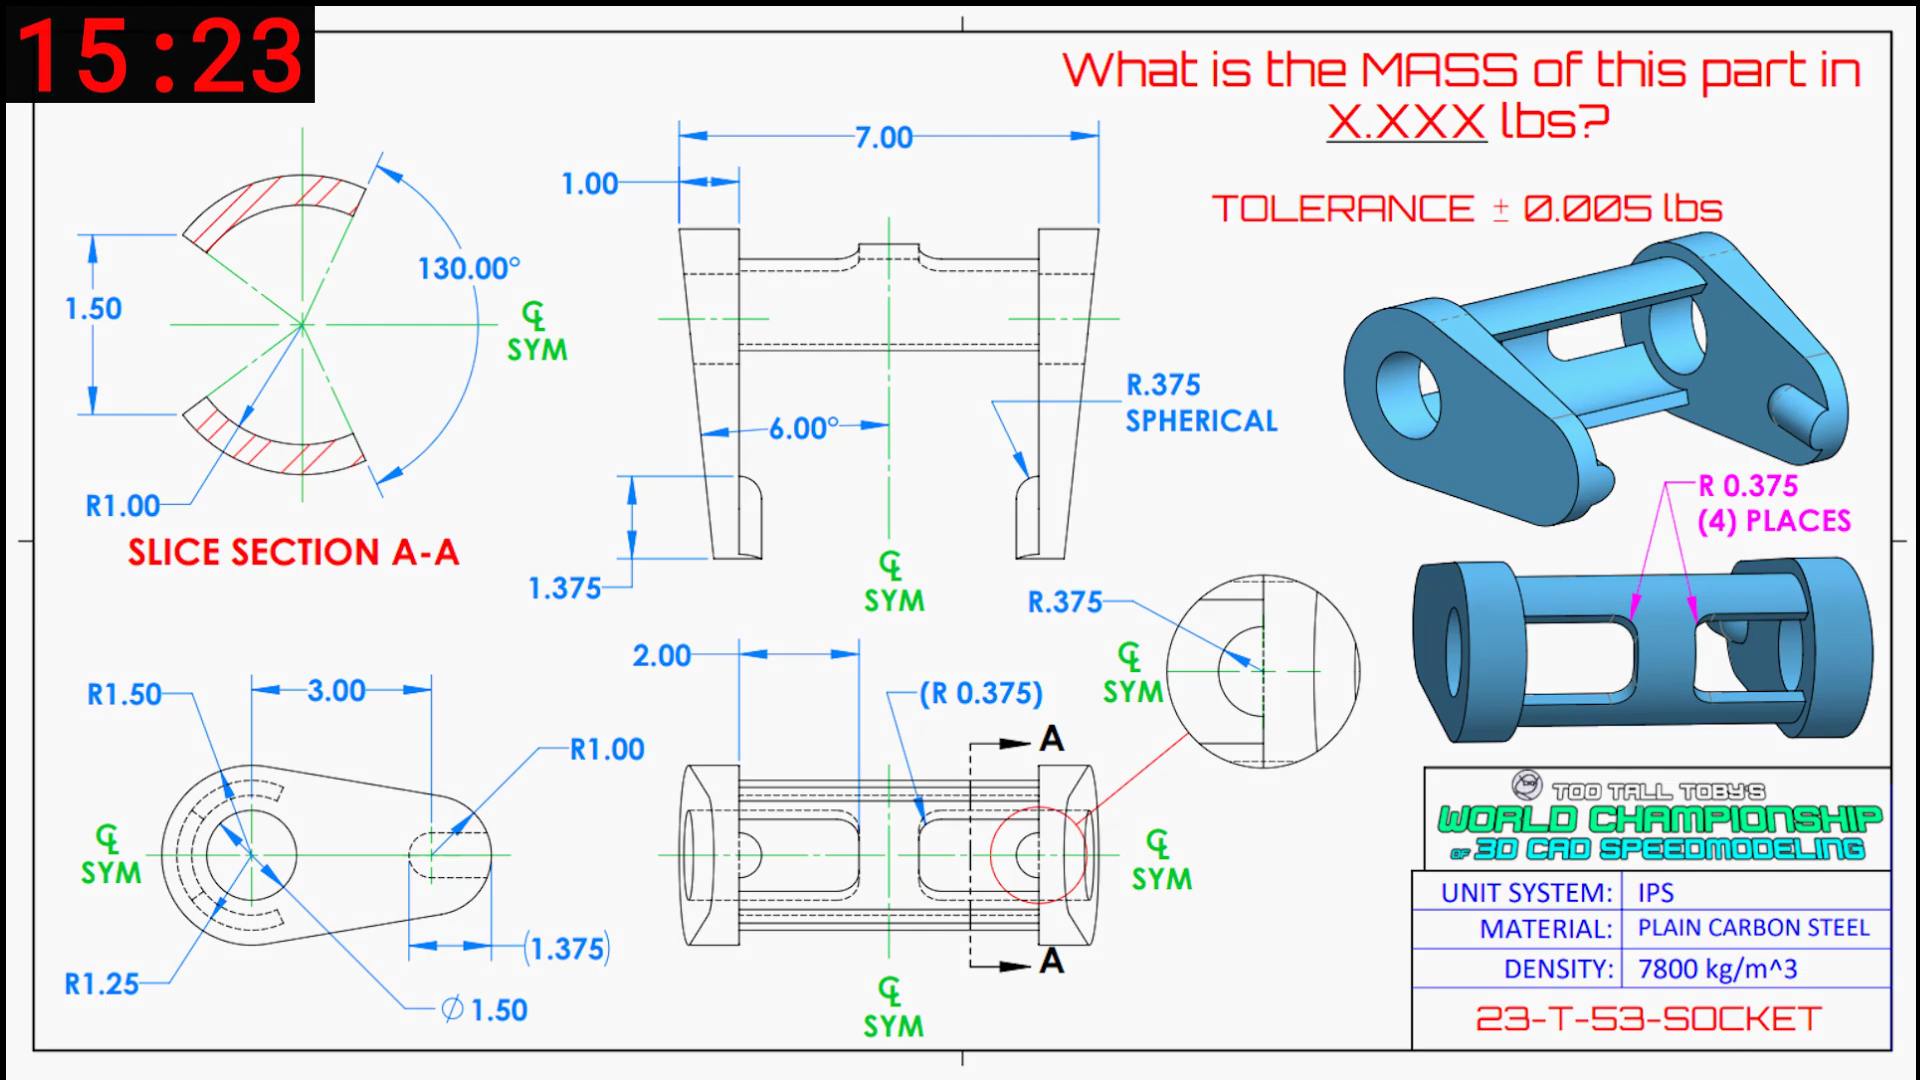 15:23
What is the MASS of this part in
X.XXX lbs?
TOLERANCE ± 0.005 lbs
7.00
1.00
130.00°
1.50
℄
SYM
R1.00
SLICE SECTION A-A
R.375
SPHERICAL
6.00°
1.375
℄
SYM
R 0.375
(4) PLACES
R.375
2.00
(R 0.375)
℄
SYM
A
R1.50
3.00
R1.00
℄
SYM
℄
SYM
(1.375)
R1.25
∅ 1.50
A
℄
SYM
TOO TALL TOBY'S
WORLD CHAMPIONSHIP
OF 3D CAD SPEEDMODELING
UNIT SYSTEM: IPS
MATERIAL: PLAIN CARBON STEEL
DENSITY: 7800 kg/m^3
23-T-53-SOCKET